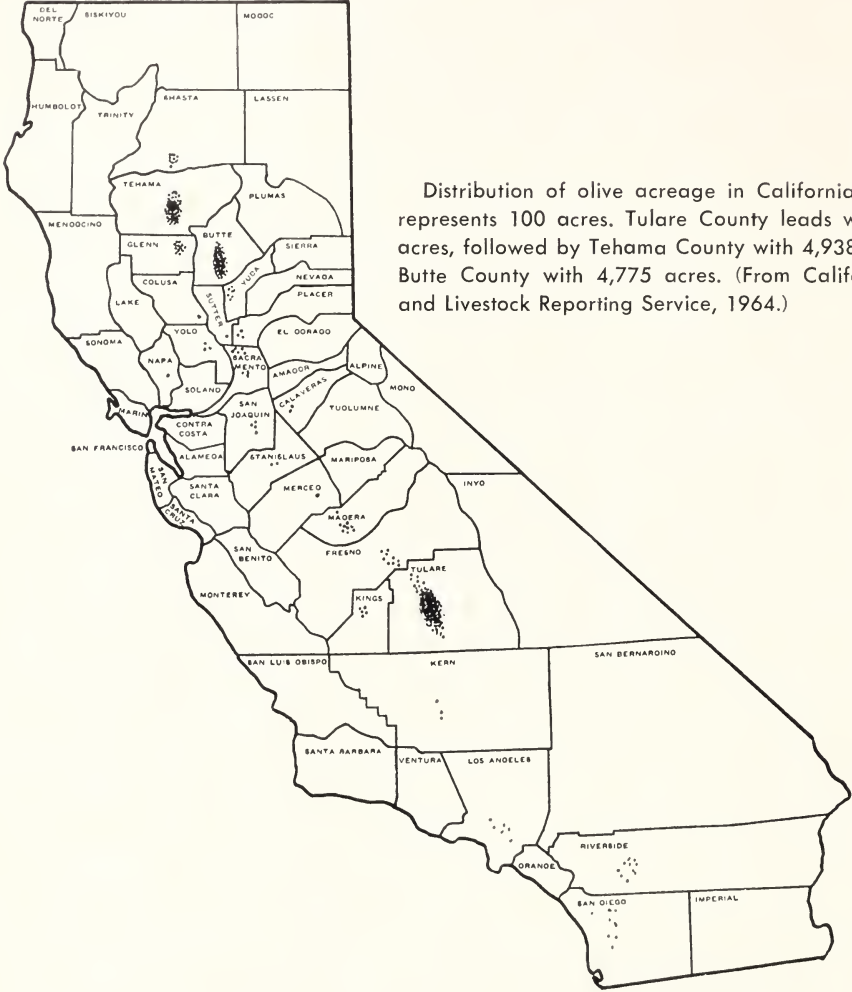 DEL
NORTE
SISKIYOU
MODOC
HUMBOLDT
TRINITY
SHASTA
LASSEN
TEHAMA
PLUMAS
MENDOCINO
GLENN
BUTTE
SIERRA
YUBA
NEVADA
PLACER
COLUSA
LAKE
SUTTER
YOLO
EL DORADO
SONOMA
NAPA
SACRA
MENTO
AMADOR
ALPINE
SOLANO
CALAVERAS
MONO
MARIN
SAN
JOAQUIN
TUOLUMNE
CONTRA
COSTA
SAN FRANCISCO
ALAMEDA
STANISLAUS
MARIPOSA
SAN
MATEO
SANTA
CLARA
MERCED
INYO
SANTA
CRUZ
MADERA
SAN
BENITO
FRESNO
MONTEREY
TULARE
KINGS
SAN LUIS OBISPO
KERN
SAN BERNARDINO
SANTA BARBARA
VENTURA
LOS ANGELES
ORANGE
RIVERSIDE
SAN DIEGO
IMPERIAL
Distribution of olive acreage in California
represents 100 acres. Tulare County leads w
acres, followed by Tehama County with 4,938
Butte County with 4,775 acres. (From Califo
and Livestock Reporting Service, 1964.)